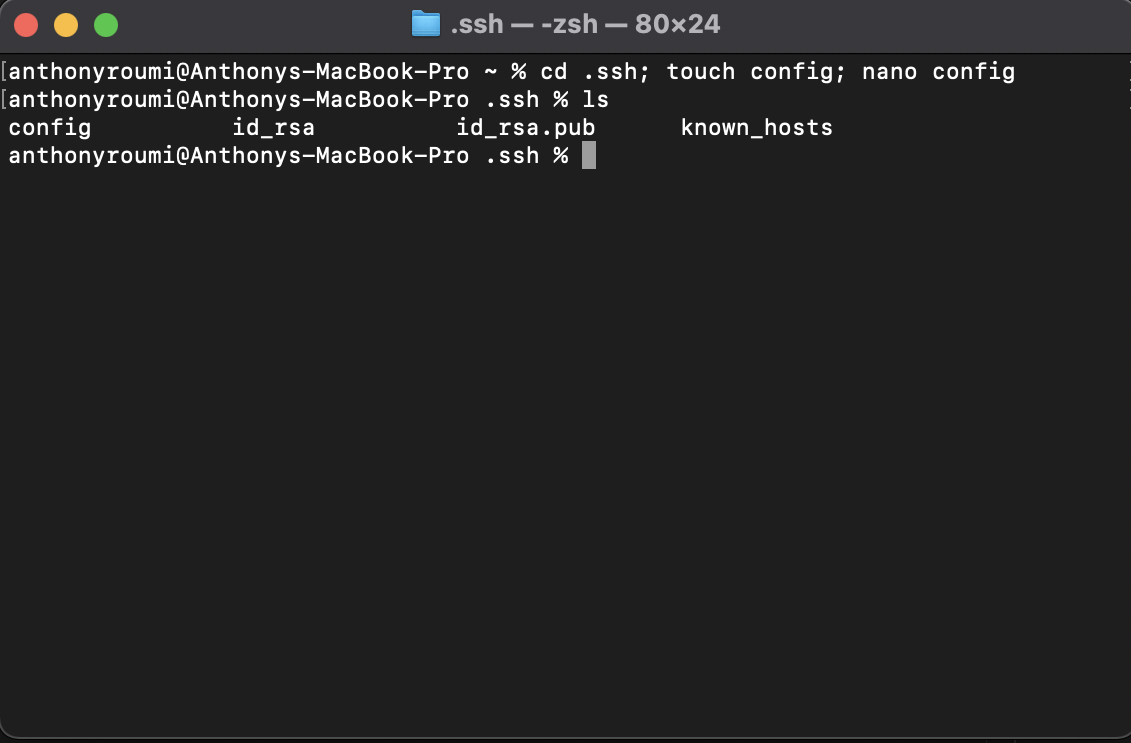 .ssh — -zsh — 80×24
[anthonyroumi@Anthonys-MacBook-Pro ~ % cd .ssh; touch config; nano config
[anthonyroumi@Anthonys-MacBook-Pro .ssh % ls
config          id_rsa          id_rsa.pub      known_hosts
anthonyroumi@Anthonys-MacBook-Pro .ssh %